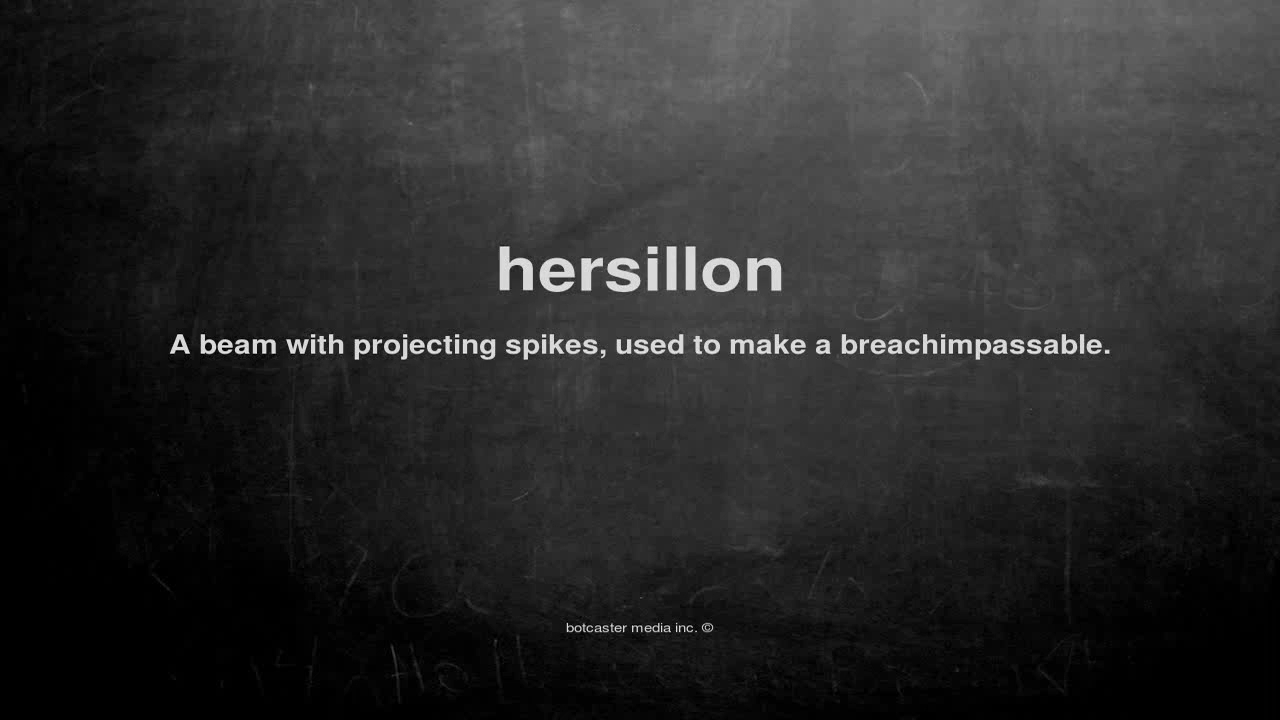 hersillon
A beam with projecting spikes, used to make a breachimpassable.
botcaster media inc. ©